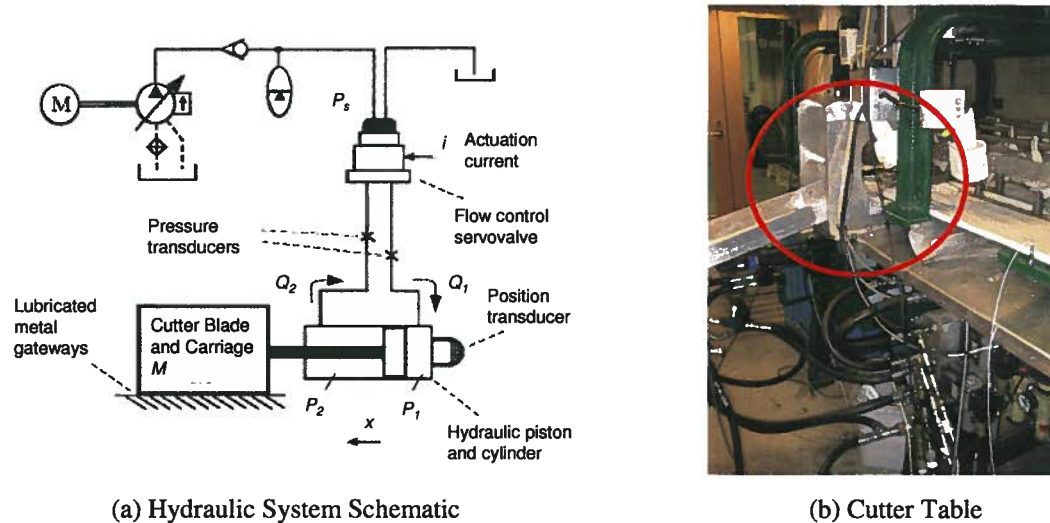 P_s
M
i
Actuation
current
Flow control
servovalve
Pressure
transducers
Q_2
Q_1
Position
transducer
Lubricated
metal
gateways
Cutter Blade
and Carriage
M
P_2
P_1
x
Hydraulic piston
and cylinder
(a) Hydraulic System Schematic
(b) Cutter Table